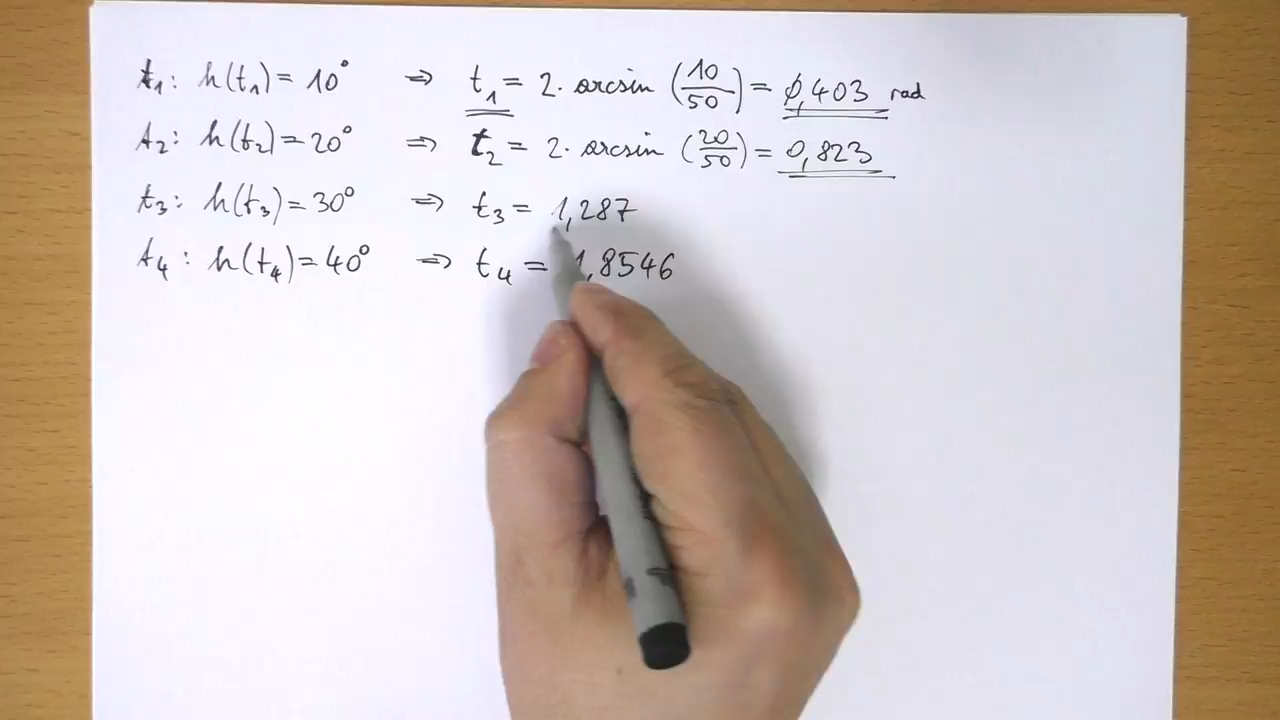 t₁: h(t₁) = 10° ⇒ t₁ = 2 · arcsin (10/50) = 0,403 rad
t₂: h(t₂) = 20° ⇒ t₂ = 2 · arcsin (20/50) = 0,823
t₃: h(t₃) = 30° ⇒ t₃ = 1,287
t₄: h(t₄) = 40° ⇒ t₄ = 1,8546